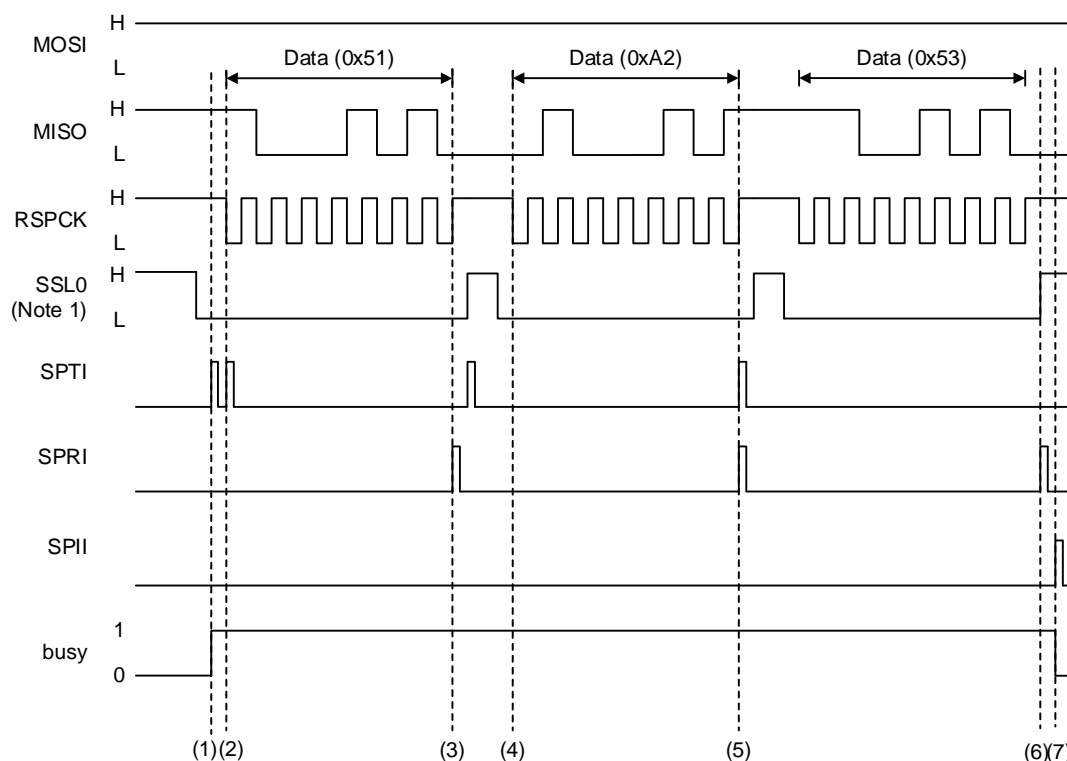 H
MOSI
L
Data (0x51)
Data (0xA2)
Data (0x53)
H
MISO
L
H
RSPCK
L
H
SSL0
(Note 1)
L
SPTI
SPRI
SPII
1
busy
0
(1) (2) (3) (4) (5) (6) (7)